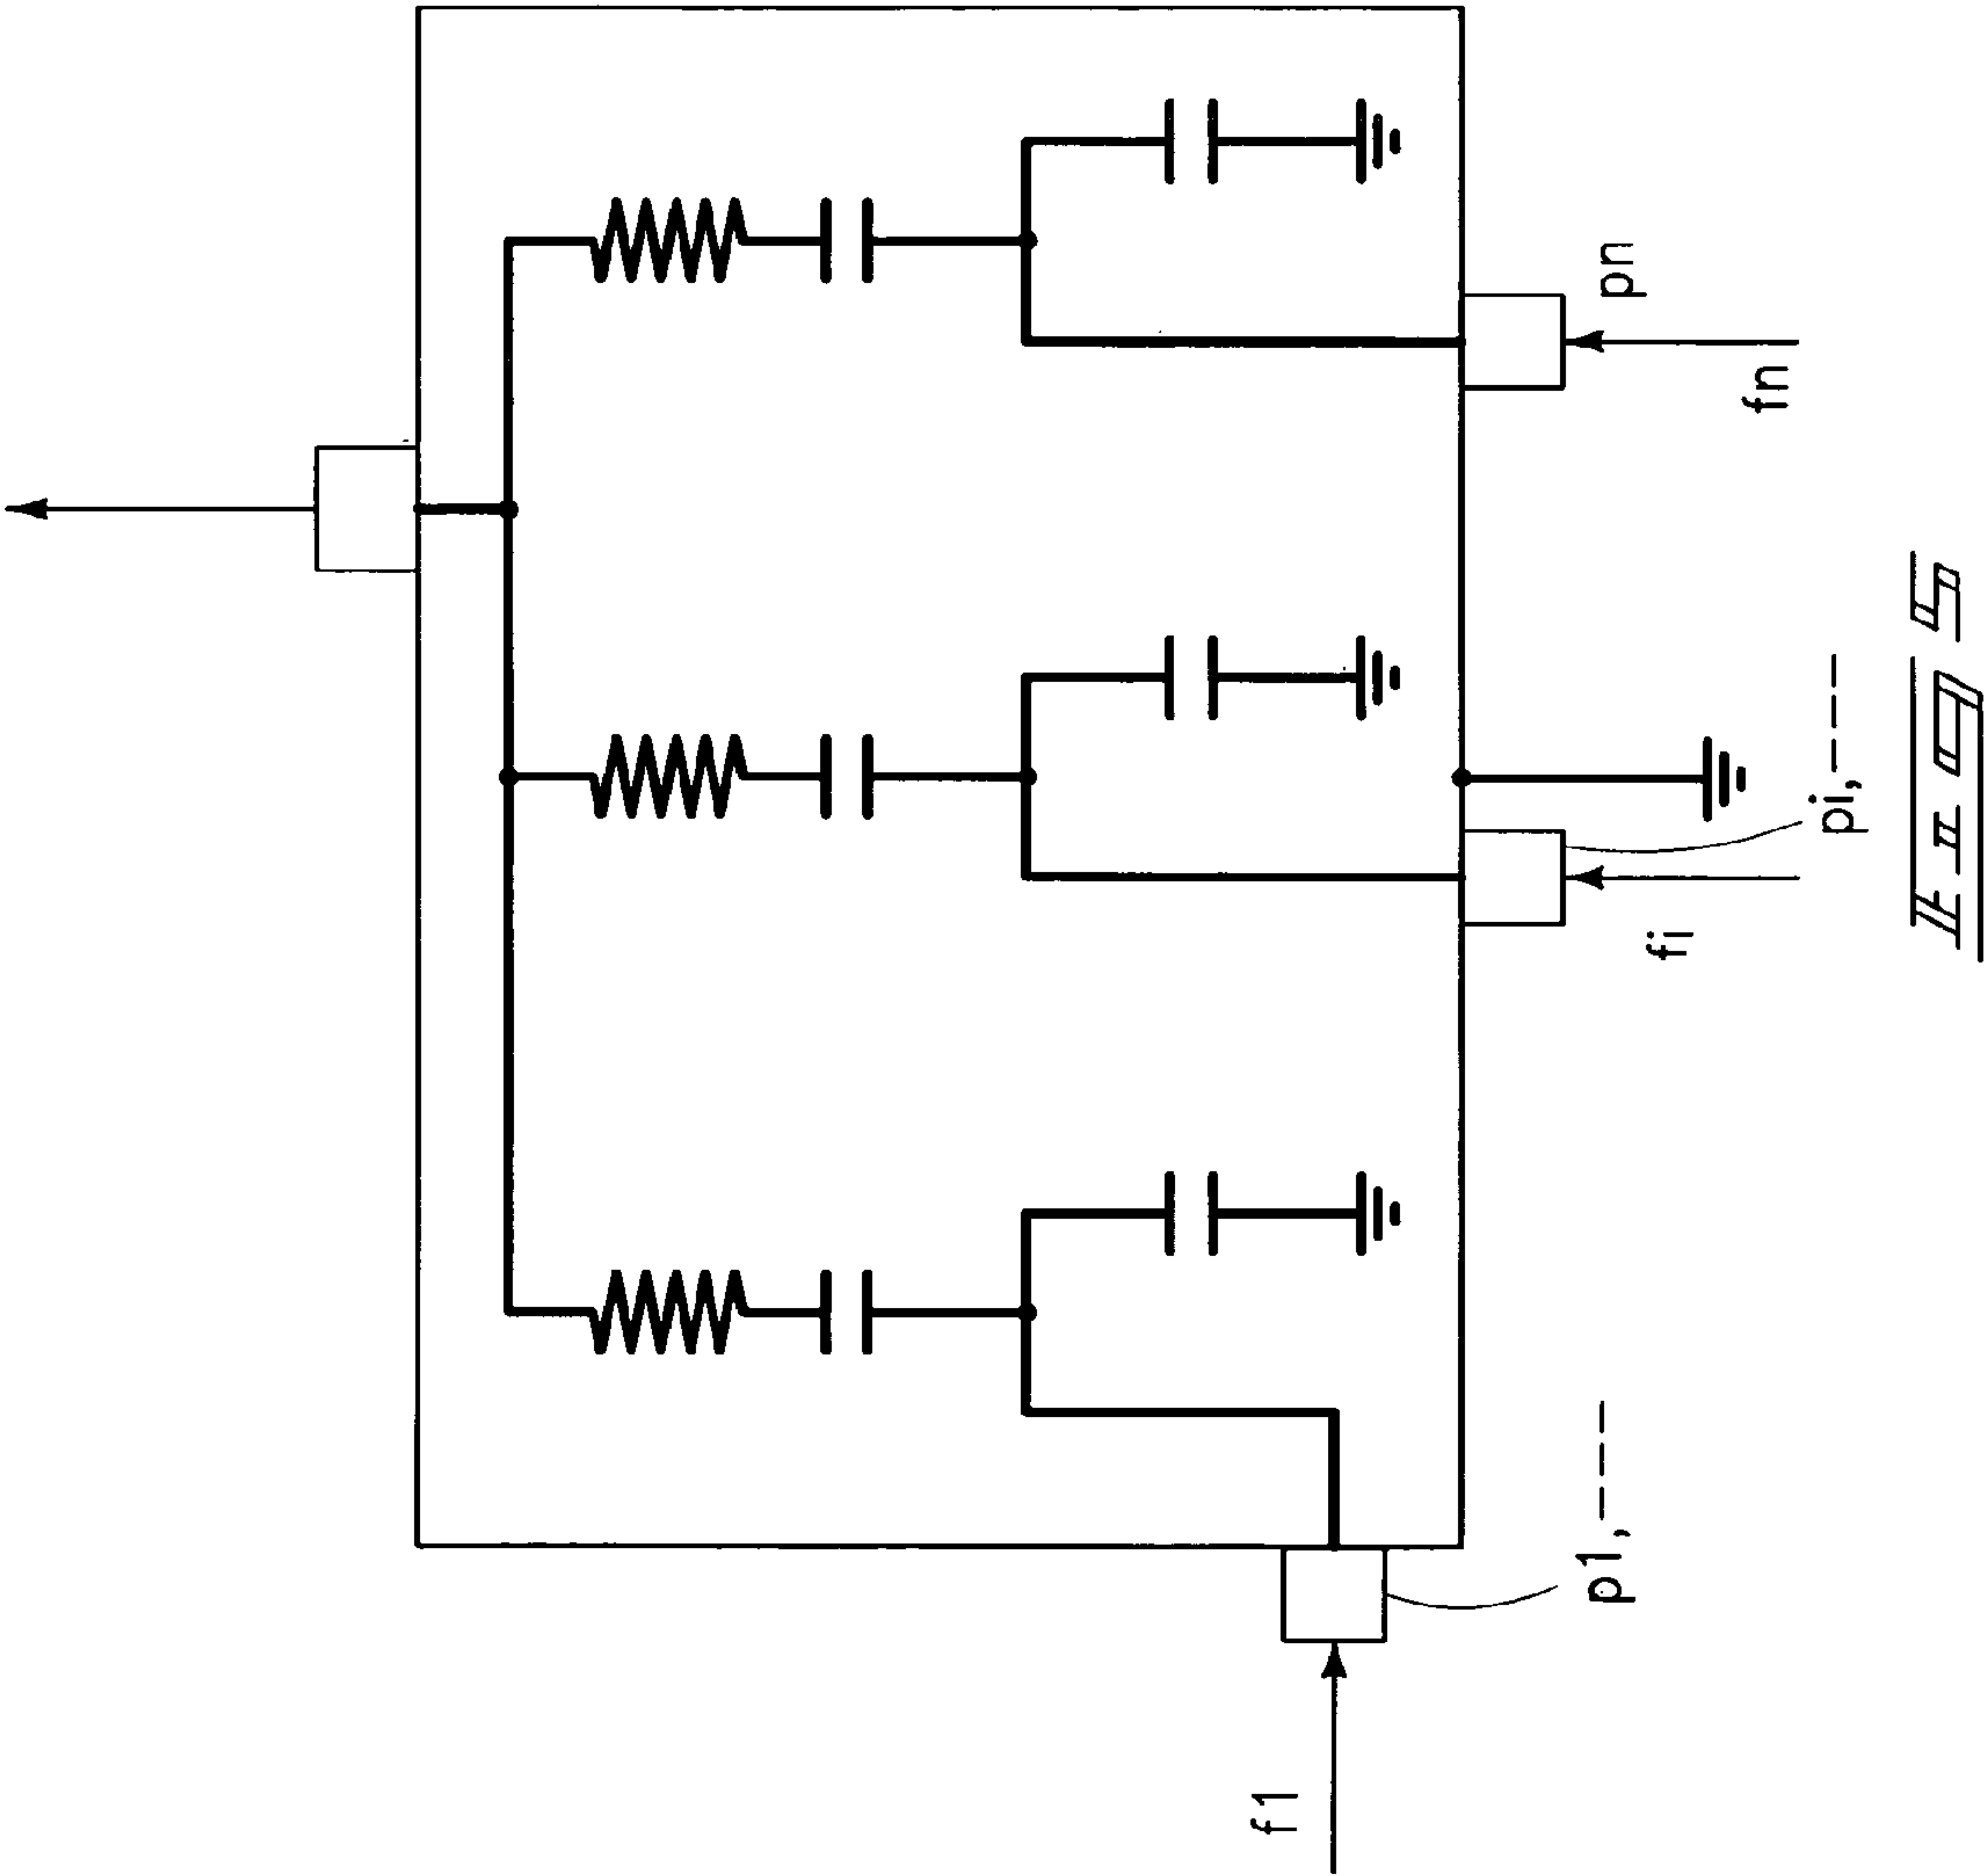 f1
p1,----
fi
pi,----
fn
pn
FIG 5